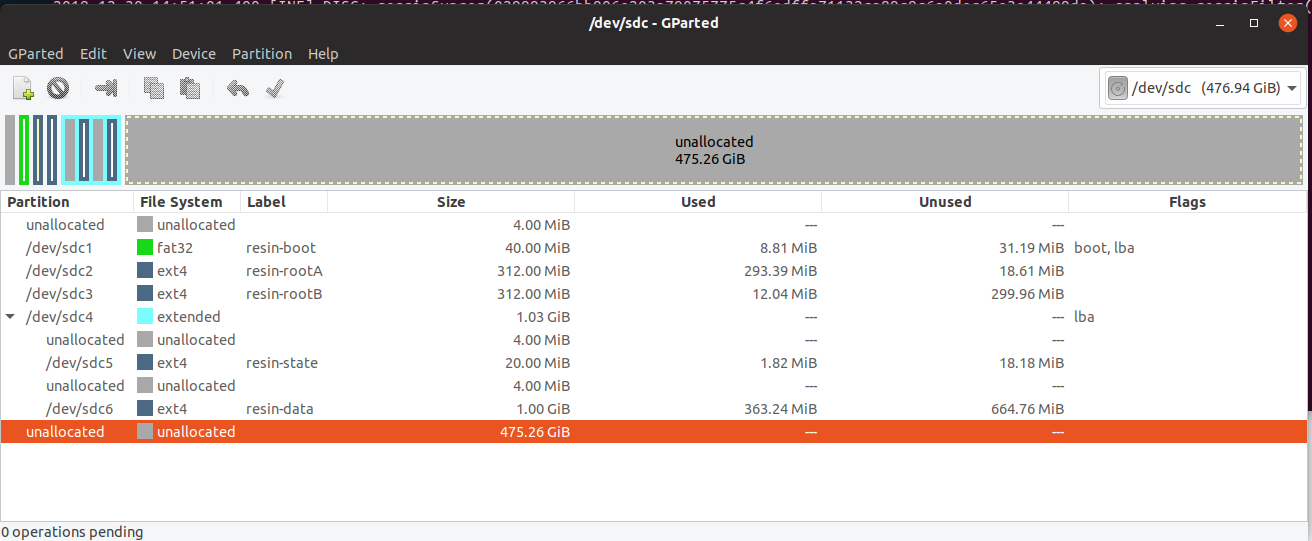 /dev/sdc - GParted
GParted Edit View Device Partition Help
/dev/sdc (476.94 GiB)
unallocated
475.26 GiB
Partition File System Label Size Used Unused Flags
unallocated unallocated 4.00 MiB --- ---
/dev/sdc1 fat32 resin-boot 40.00 MiB 8.81 MiB 31.19 MiB boot, lba
/dev/sdc2 ext4 resin-rootA 312.00 MiB 293.39 MiB 18.61 MiB
/dev/sdc3 ext4 resin-rootB 312.00 MiB 12.04 MiB 299.96 MiB
/dev/sdc4 extended 1.03 GiB --- --- lba
unallocated unallocated 4.00 MiB --- ---
/dev/sdc5 ext4 resin-state 20.00 MiB 1.82 MiB 18.18 MiB
unallocated unallocated 4.00 MiB --- ---
/dev/sdc6 ext4 resin-data 1.00 GiB 363.24 MiB 664.76 MiB
unallocated unallocated 475.26 GiB --- ---
0 operations pending